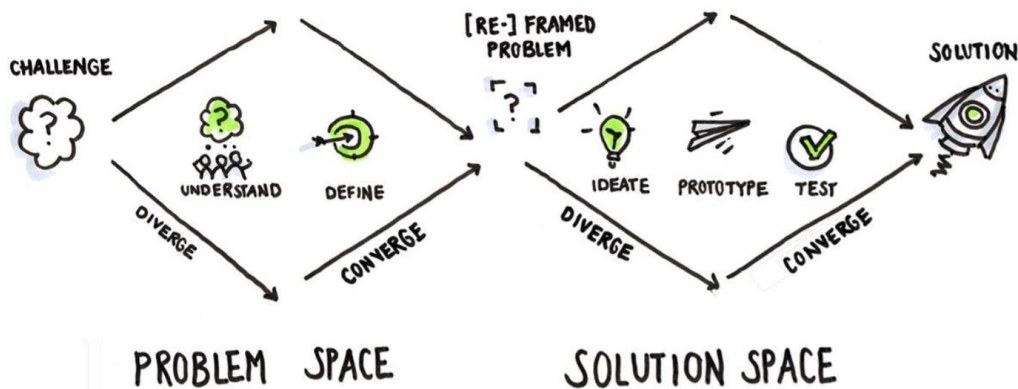 CHALLENGE
?
DIVERGE
?
UNDERSTAND
DEFINE
CONVERGE
[RE-] FRAMED
PROBLEM
?
DIVERGE
IDEATE
PROTOTYPE
TEST
CONVERGE
SOLUTION
PROBLEM SPACE
SOLUTION SPACE